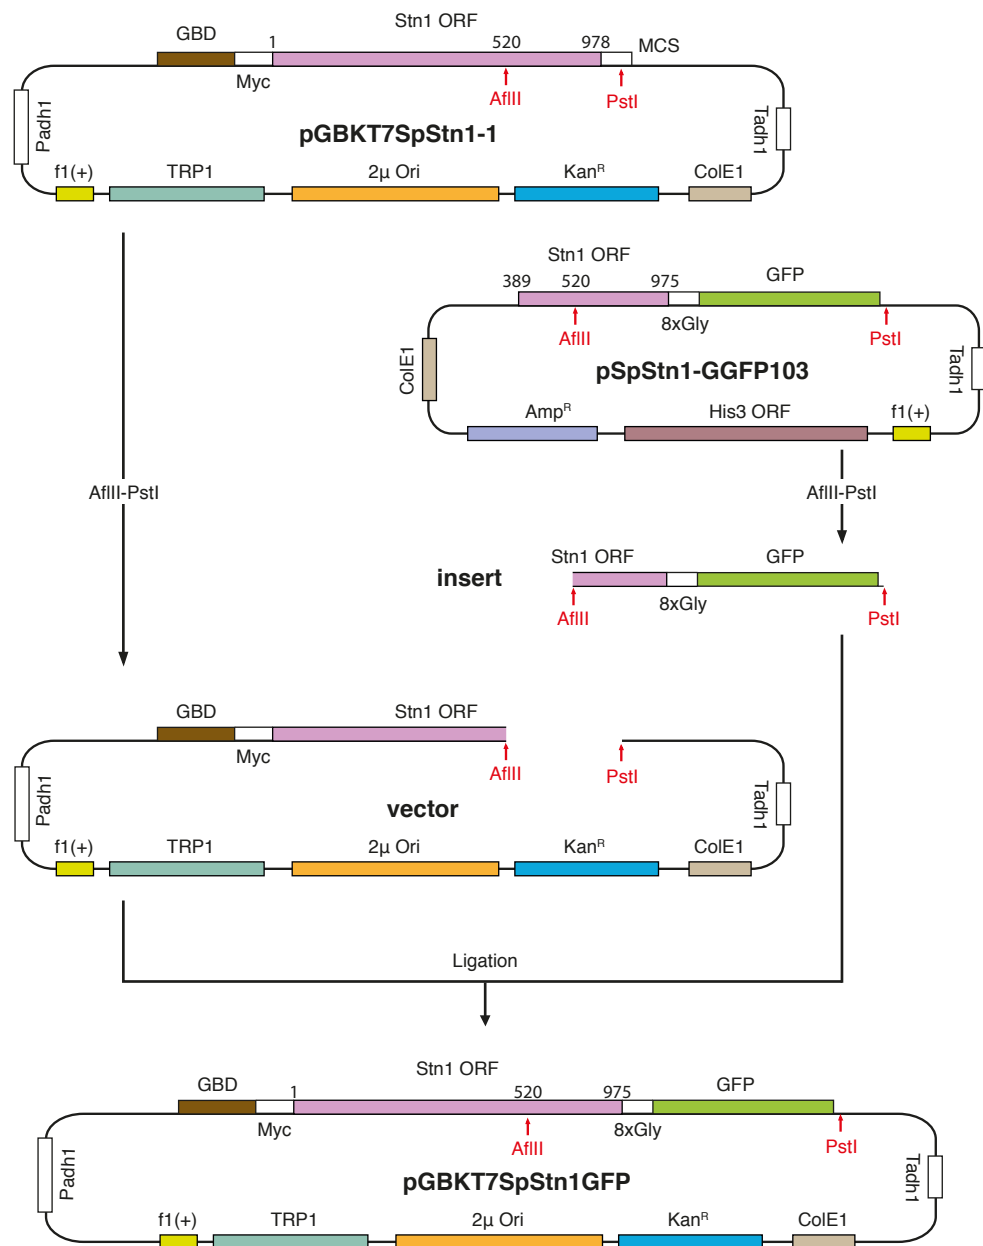 Stn1 ORF
GBD
1
520
978
MCS
Myc
AflII
PstI
Padh1
pGBKT7SpStn1-1
Tadh1
f1(+)
TRP1
2μ Ori
KanR
ColE1
Stn1 ORF
389
520
975
GFP
AflII
8xGly
PstI
ColE1
pSpStn1-GGFP103
Tadh1
AmpR
His3 ORF
f1(+)
AflII-PstI
AflII-PstI
insert
Stn1 ORF
GFP
AflII
8xGly
PstI
GBD
Stn1 ORF
Myc
AflII
PstI
Padh1
vector
Tadh1
f1(+)
TRP1
2μ Ori
KanR
ColE1
Ligation
Stn1 ORF
GBD
1
520
975
GFP
Myc
AflII
8xGly
PstI
Padh1
pGBKT7SpStn1GFP
Tadh1
f1(+)
TRP1
2μ Ori
KanR
ColE1